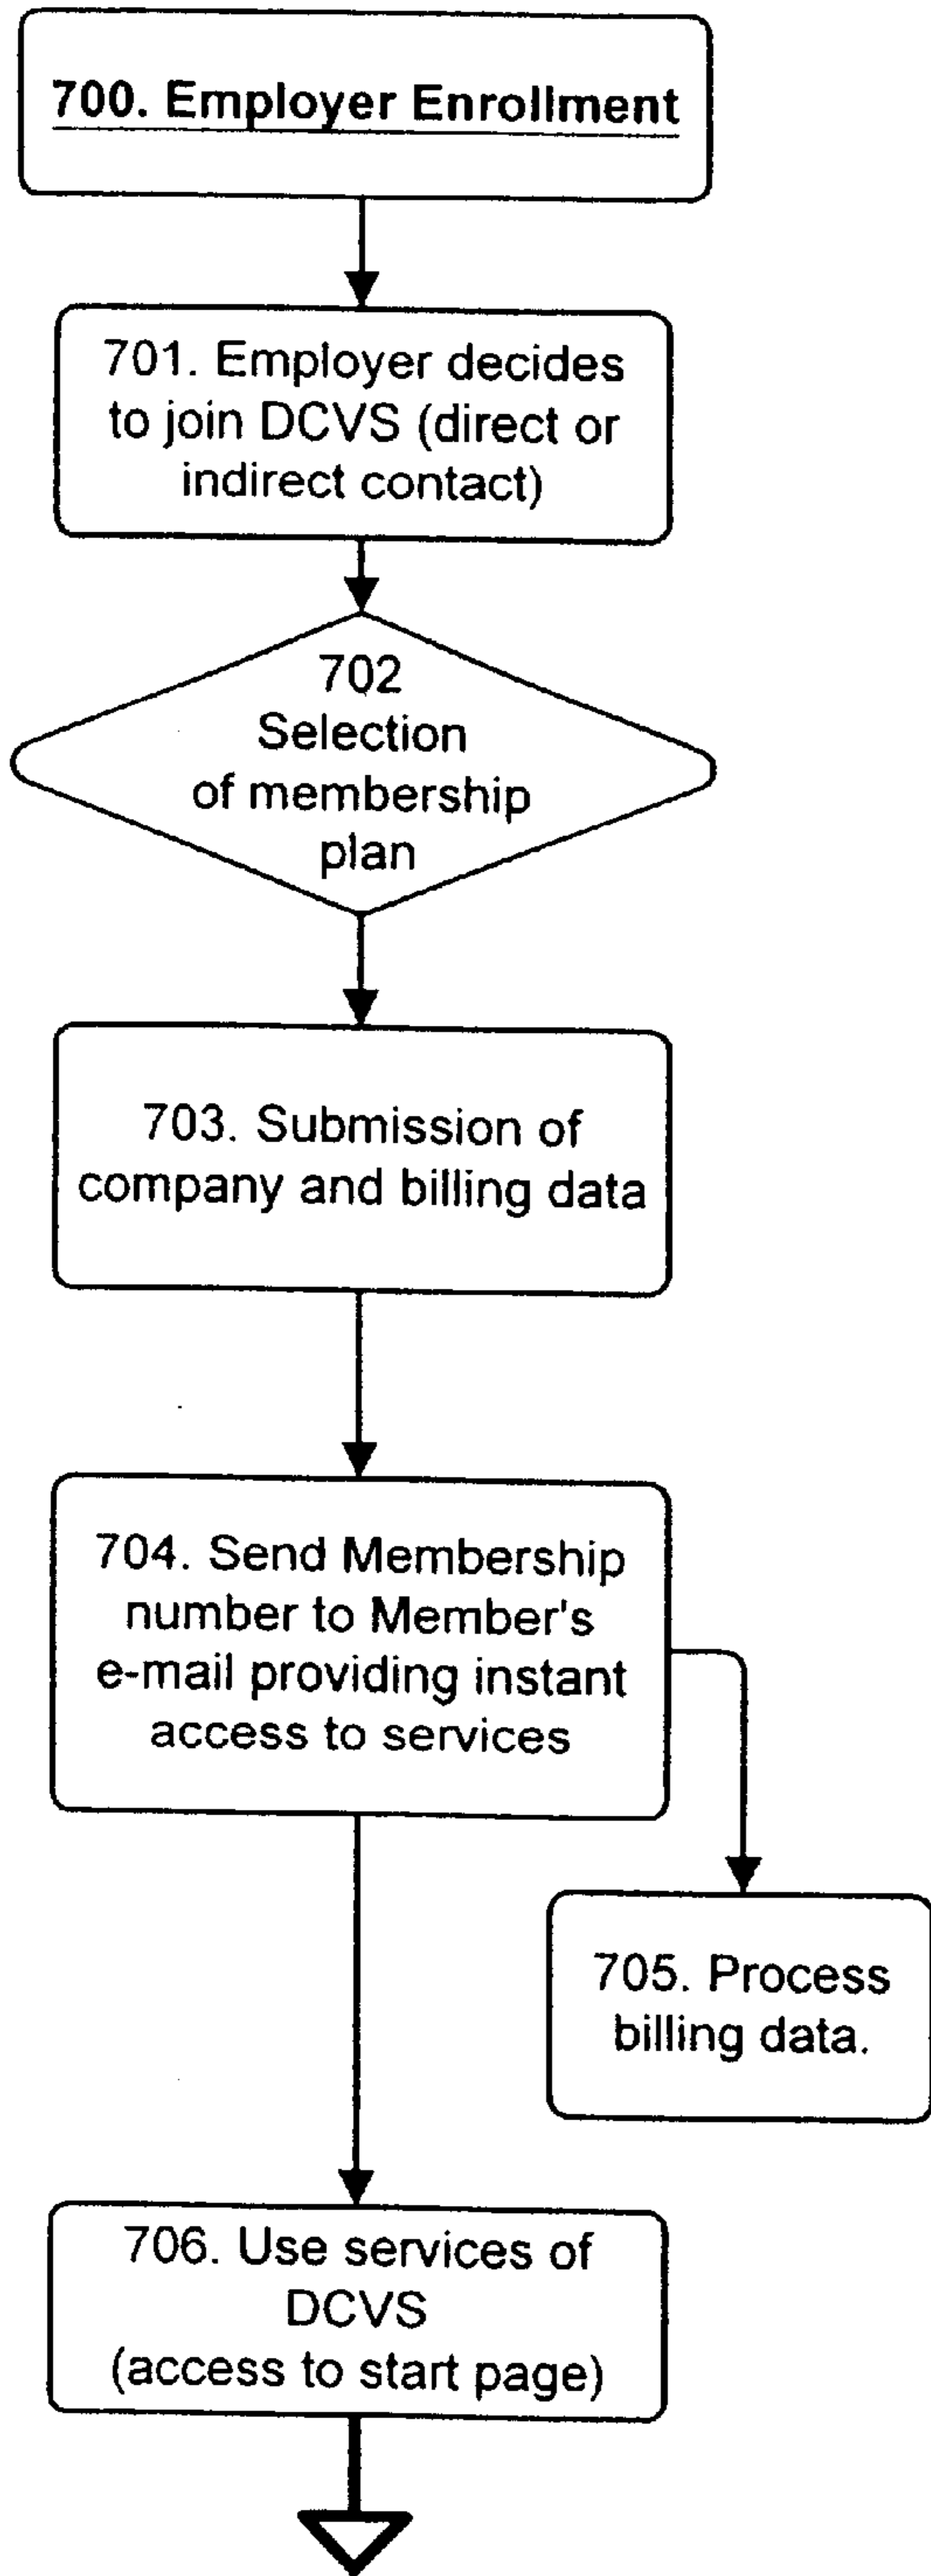 700. Employer Enrollment
701. Employer decides
to join DCVS (direct or
indirect contact)
702
Selection
of membership
plan
703. Submission of
company and billing data
704. Send Membership
number to Member's
e-mail providing instant
access to services
705. Process
billing data.
706. Use services of
DCVS
(access to start page)